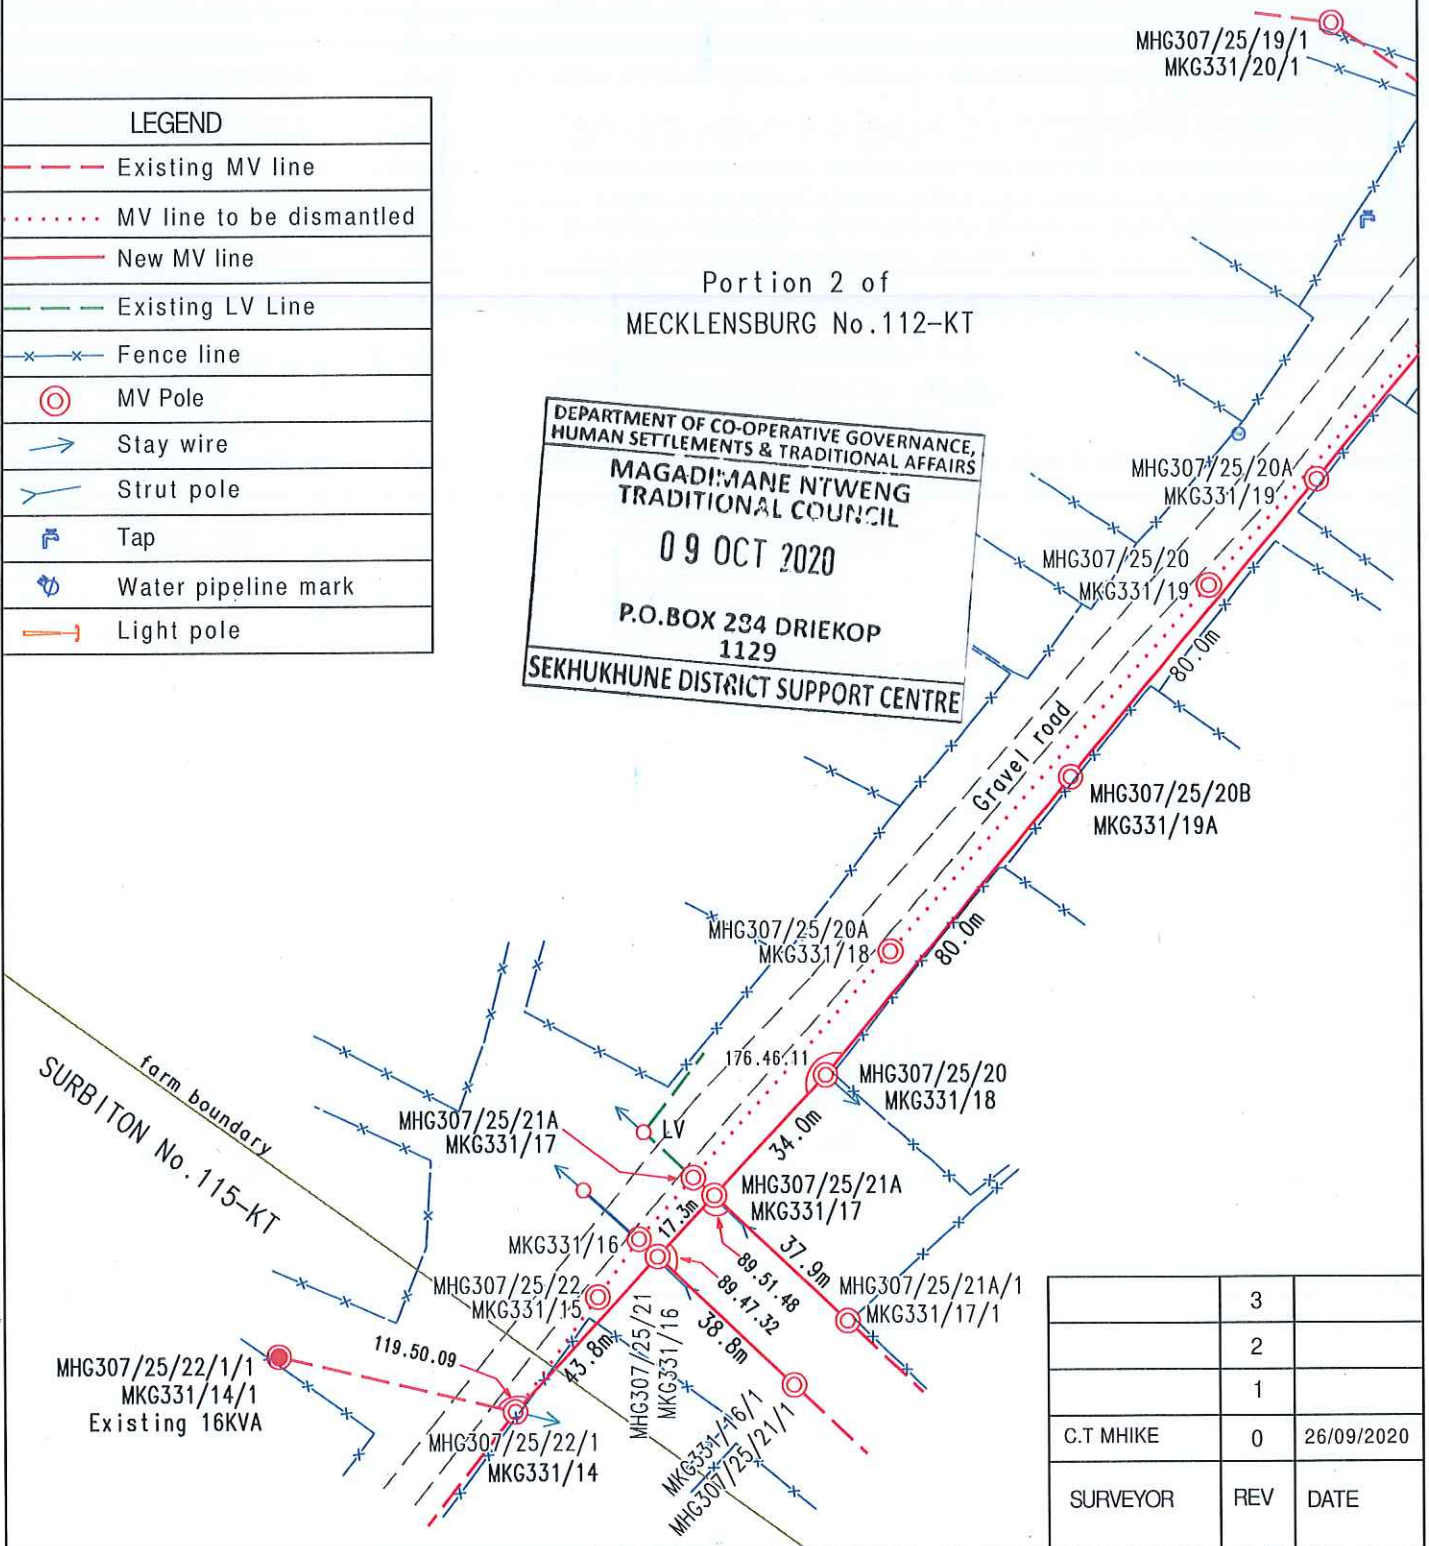 MHG307/25/19/1
MKG331/20/1
LEGEND
Existing MV line
MV line to be dismantled
New MV line
Existing LV Line
Fence line
MV Pole
Stay wire
Strut pole
Tap
Water pipeline mark
Light pole
Portion 2 of
MECKLENSBURG No.112-KT
DEPARTMENT OF CO-OPERATIVE GOVERNANCE,
HUMAN SETTLEMENTS & TRADITIONAL AFFAIRS
MAGADIMANE NTWENG
TRADITIONAL COUNCIL
09 OCT 2020
P.O.BOX 234 DRIEKOP
1129
SEKHUKHUNE DISTRICT SUPPORT CENTRE
MHG307/25/20A
MKG331/19
MHG307/25/20
MKG331/19
80.0m
Gravel road
MHG307/25/20B
MKG331/19A
MHG307/25/20A
MKG331/18
80.0m
176.46.11
MHG307/25/20
MKG331/18
34.0m
farm boundary
SURBITON No.115-KT
MHG307/25/21A
MKG331/17
LV
MHG307/25/21A
MKG331/17
17.3m
MKG331/16
37.9m
89.51.48
89.47.32
MHG307/25/22
MKG331/15
MHG307/25/21A/1
MKG331/17/1
MHG307/25/21
MKG331/16
38.8m
43.8m
119.50.09
MHG307/25/22/1/1
MKG331/14/1
Existing 16KVA
MHG307/25/22/1
MKG331/14
MKG331/16/1
MHG307/25/21/1
3
2
1
C.T MHIKE 0 26/09/2020
SURVEYOR REV DATE